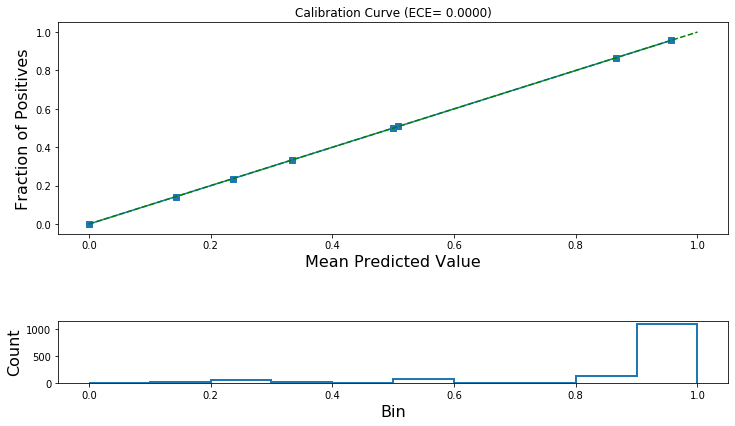 Calibration Curve (ECE= 0.0000)
1.0
0.8
0.6
0.4
0.2
0.0
Fraction of Positives
0.0 0.2 0.4 0.6 0.8 1.0
Mean Predicted Value
1000
500
0
Count
0.0 0.2 0.4 0.6 0.8 1.0
Bin